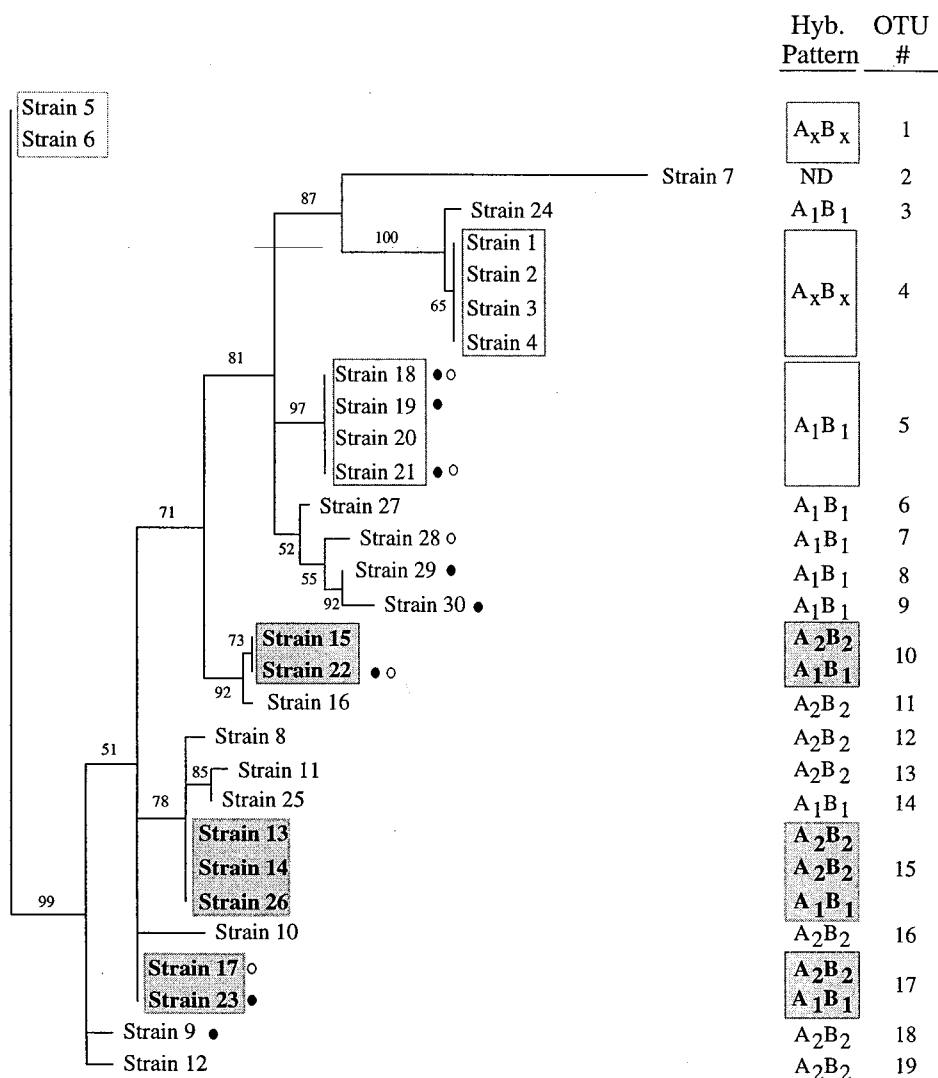 Hyb. OTU
Pattern #
Strain 5
Strain 6
AxBx 1
Strain 7 ND 2
87
Strain 24 A1B1 3
100
Strain 1
Strain 2
Strain 3
65
Strain 4
AxBx 4
81
Strain 18
97
Strain 19
Strain 20
Strain 21
A1B1 5
71
Strain 27 A1B1 6
52
Strain 28 A1B1 7
55
Strain 29 A1B1 8
92
Strain 30 A1B1 9
73
Strain 15 A2B2
Strain 22 A1B1
10
92
Strain 16 A2B2 11
51
Strain 8 A2B2 12
85
Strain 11 A2B2 13
Strain 25 A1B1 14
78
Strain 13 A2B2
Strain 14 A2B2
Strain 26 A1B1
15
99
Strain 10 A2B2 16
Strain 17 A2B2
Strain 23 A1B1
17
Strain 9 A2B2 18
Strain 12 A2B2 19